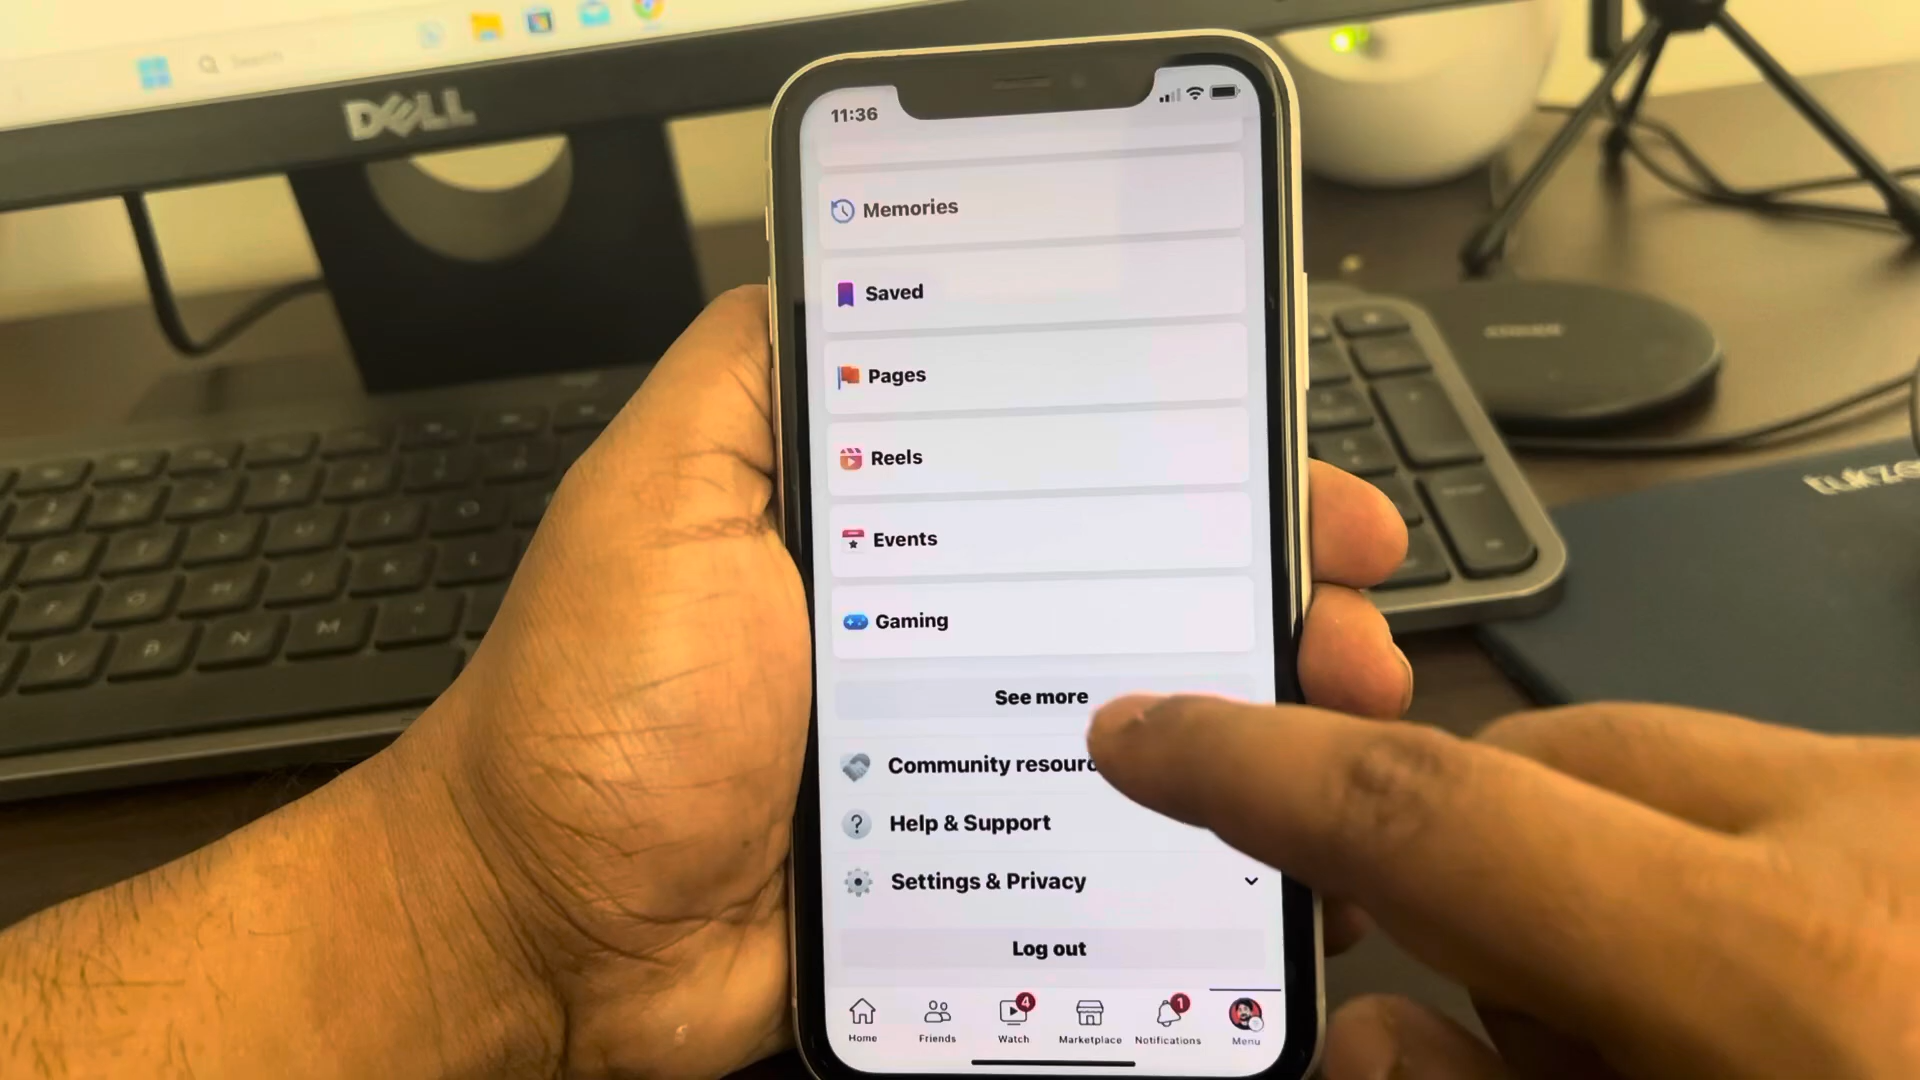 Search
DELL
11:36
Memories
Saved
Pages
Reels
Events
Gaming
See more
Community resourc
Help & Support
Settings & Privacy
Log out
4
1
Home
Friends
Watch
Marketplace
Notifications
Menu